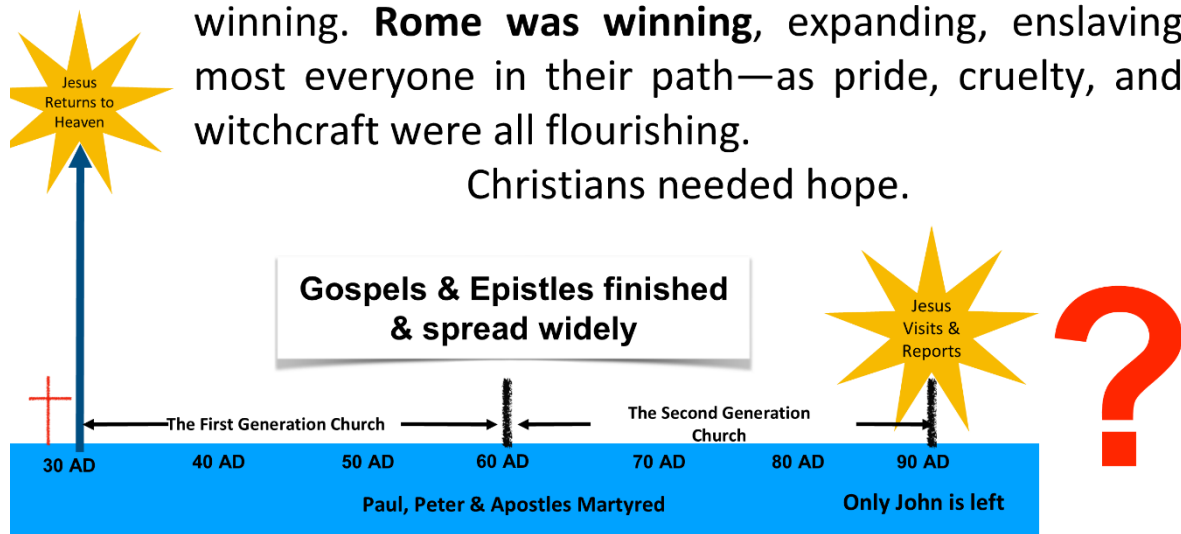 winning. Rome was winning, expanding, enslaving
most everyone in their path—as pride, cruelty, and
witchcraft were all flourishing.
Christians needed hope.
Jesus
Returns to
Heaven
Gospels & Epistles finished
& spread widely
Jesus
Visits &
Reports
?
The First Generation Church
The Second Generation
Church
30 AD 40 AD 50 AD 60 AD 70 AD 80 AD 90 AD
Paul, Peter & Apostles Martyred
Only John is left